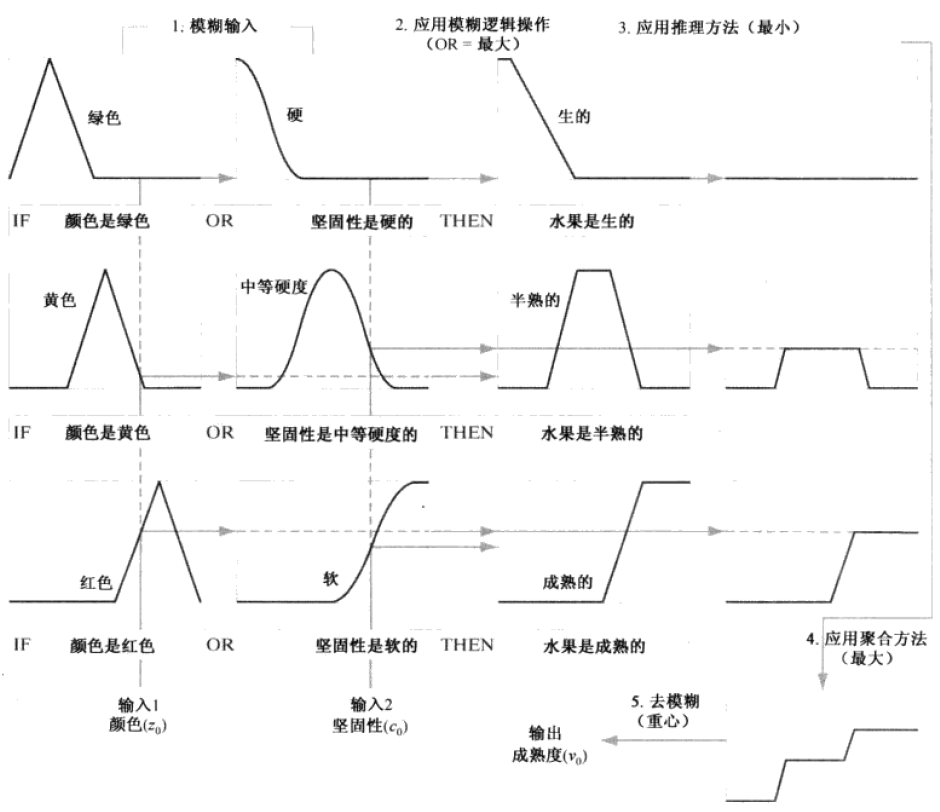 1. 模糊输入
2. 应用模糊逻辑操作
（OR = 最大）
3. 应用推理方法（最小）
绿色
硬
生的
IF 颜色是绿色 OR 坚固性是硬的 THEN 水果是生的
黄色
中等硬度
半熟的
IF 颜色是黄色 OR 坚固性是中等硬度的 THEN 水果是半熟的
红色
软
成熟的
IF 颜色是红色 OR 坚固性是软的 THEN 水果是成熟的
4. 应用聚合方法
（最大）
输入1
颜色(z₀)
输入2
坚固性(c₀)
5. 去模糊
（重心）
输出
成熟度(v₀)